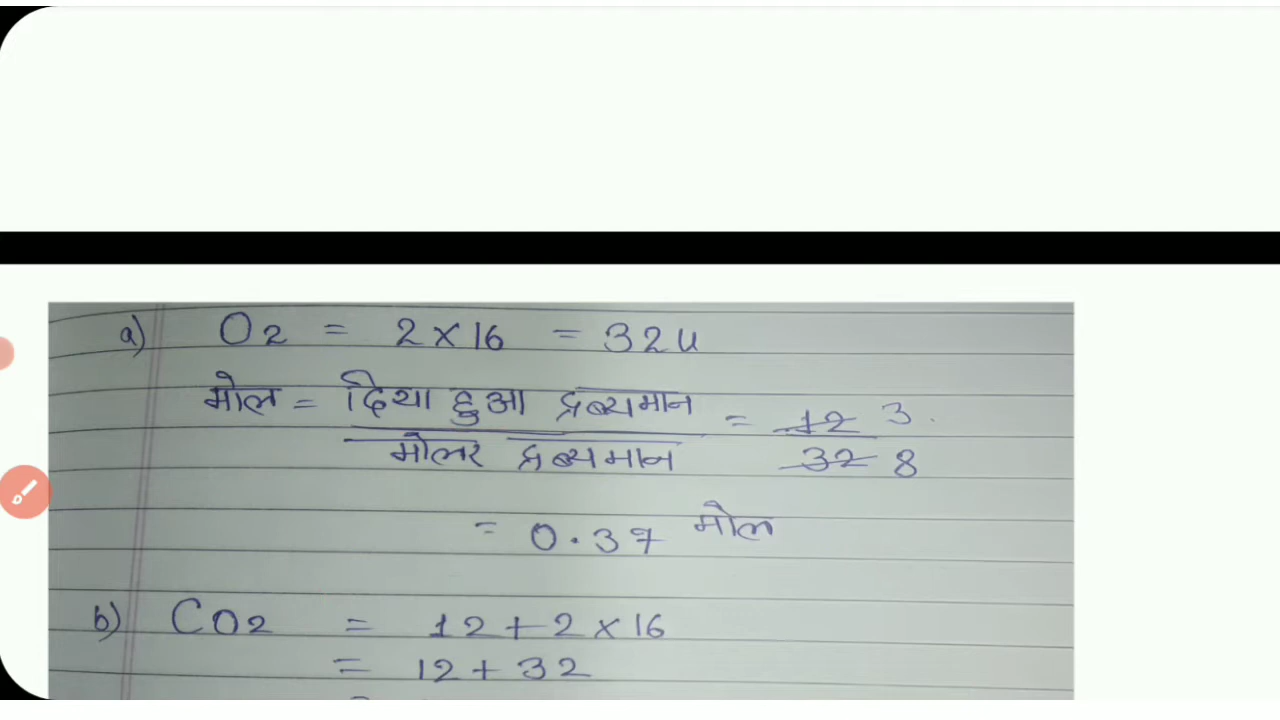 a) O2 = 2 × 16 = 32u
मोल = दिया हुआ द्रव्यमान = 12 3
मोलर द्रव्यमान 32 8
= 0.37 मोल
b) CO2 = 12 + 2 × 16
= 12 + 32